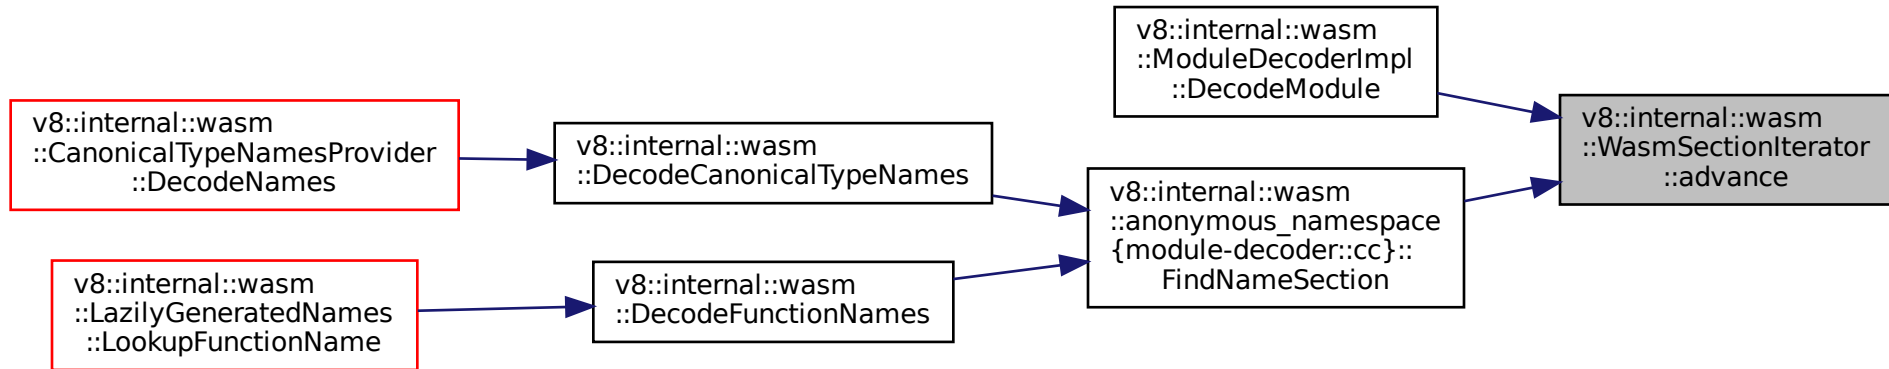 v8::internal::wasm
::CanonicalTypeNamesProvider
::DecodeNames
v8::internal::wasm
::LazilyGeneratedNames
::LookupFunctionName
v8::internal::wasm
::DecodeCanonicalTypeNames
v8::internal::wasm
::DecodeFunctionNames
v8::internal::wasm
::ModuleDecoderImpl
::DecodeModule
v8::internal::wasm
::anonymous_namespace
{module-decoder::cc}::
FindNameSection
v8::internal::wasm
::WasmSectionIterator
::advance